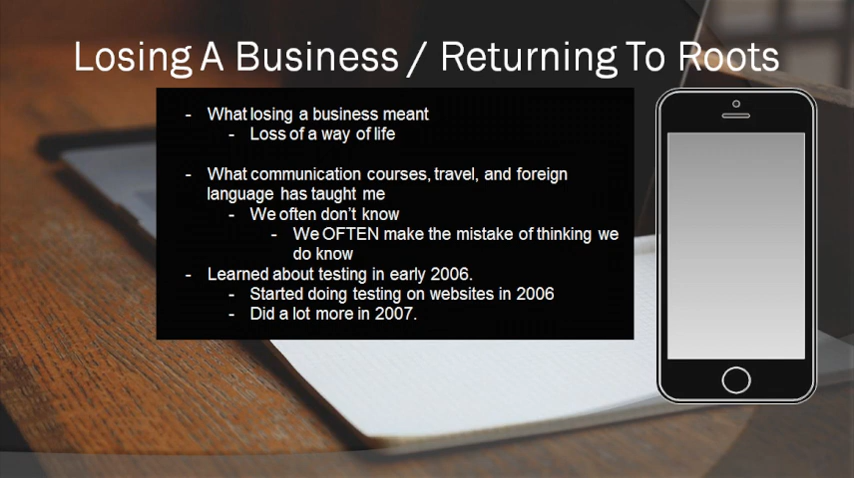 Losing A Business / Returning To Roots
- What losing a business meant
- Loss of a way of life
- What communication courses, travel, and foreign
language has taught me
- We often don't know
- We OFTEN make the mistake of thinking we
do know
- Learned about testing in early 2006.
- Started doing testing on websites in 2006
- Did a lot more in 2007.